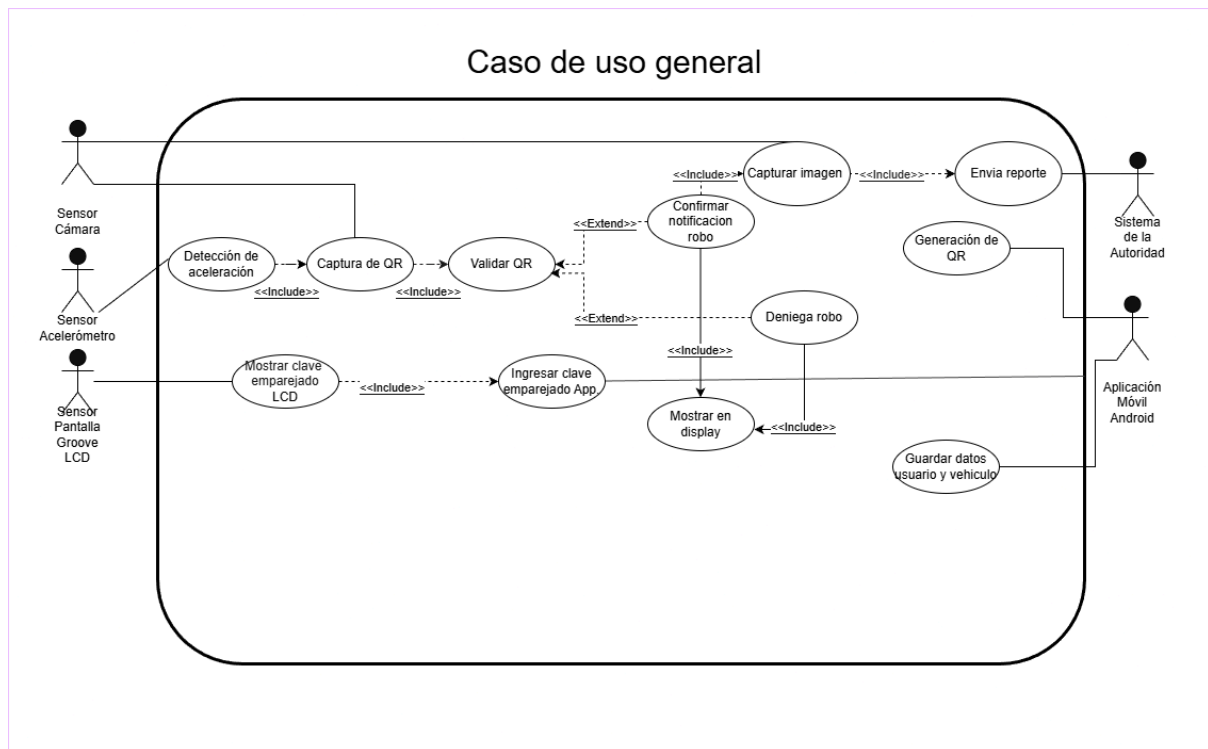 Caso de uso general
Sensor
Cámara
Capturar imagen
<<Include>>
<<Include>>
Envia reporte
Sistema
de la
Autoridad
Confirmar
notificacion
robo
<<Extend>>
Generación de
QR
Detección de
aceleración
<<Include>>
Captura de QR
<<Include>>
Validar QR
Sensor
Acelerómetro
<<Extend>>
Deniega robo
<<Include>>
Mostrar clave
emparejado
LCD
<<Include>>
Ingresar clave
emparejado App.
Sensor
Pantalla
Groove
LCD
Aplicación
Móvil
Android
Mostrar en
display
<<Include>>
Guardar datos
usuario y vehiculo